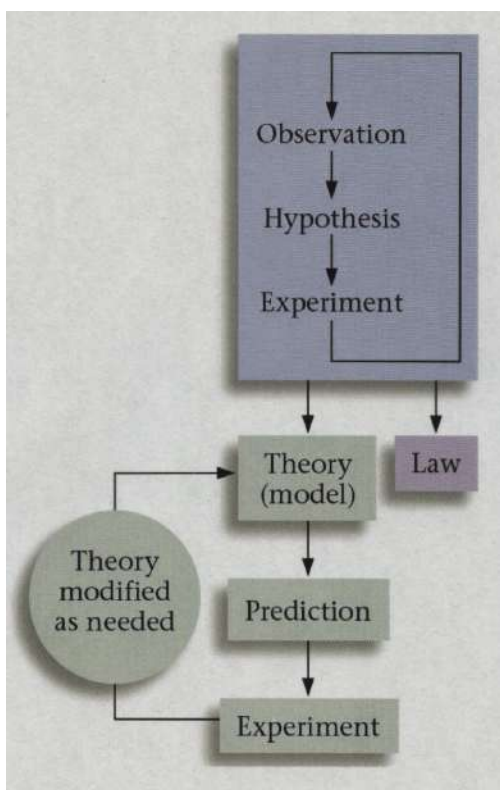 Observation
Hypothesis
Experiment
Theory
(model)
Law
Theory
modified
as needed
Prediction
Experiment